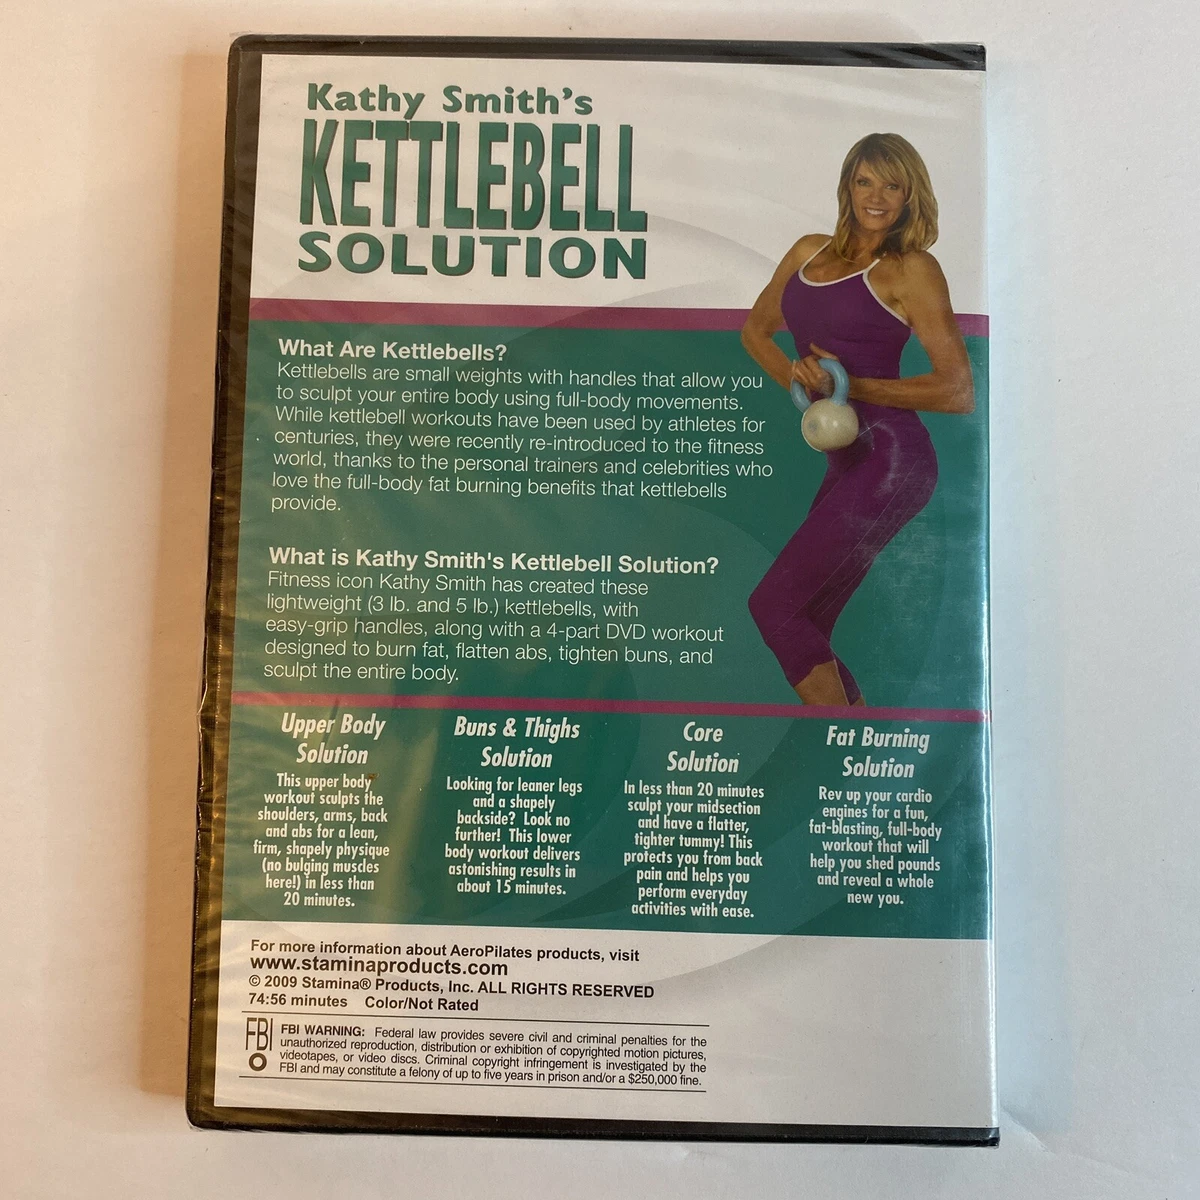 Kathy Smith's
KETTLEBELL
SOLUTION
What Are Kettlebells?
Kettlebells are small weights with handles that allow you
to sculpt your entire body using full-body movements.
While kettlebell workouts have been used by athletes for
centuries, they were recently re-introduced to the fitness
world, thanks to the personal trainers and celebrities who
love the full-body fat burning benefits that kettlebells
provide.
What is Kathy Smith's Kettlebell Solution?
Fitness icon Kathy Smith has created these
lightweight (3 lb. and 5 lb.) kettlebells, with
easy-grip handles, along with a 4-part DVD workout
designed to burn fat, flatten abs, tighten buns, and
sculpt the entire body.
Upper Body
Solution
This upper body
workout sculpts the
shoulders, arms, back
and abs for a lean,
firm, shapely physique
(no bulging muscles
here!) in less than
20 minutes.
Buns & Thighs
Solution
Looking for leaner legs
and a shapely
backside? Look no
further! This lower
body workout delivers
astonishing results in
about 15 minutes.
Core
Solution
In less than 20 minutes
sculpt your midsection
and have a flatter,
tighter tummy! This
protects you from back
pain and helps you
perform everyday
activities with ease.
Fat Burning
Solution
Rev up your cardio
engines for a fun,
fat-blasting, full-body
workout that will
help you shed pounds
and reveal a whole
new you.
For more information about AeroPilates products, visit
www.staminaproducts.com
© 2009 Stamina® Products, Inc. ALL RIGHTS RESERVED
74:56 minutes Color/Not Rated
FBI
FBI WARNING: Federal law provides severe civil and criminal penalties for the
unauthorized reproduction, distribution or exhibition of copyrighted motion pictures,
videotapes, or video discs. Criminal copyright infringement is investigated by the
FBI and may constitute a felony of up to five years in prison and/or a $250,000 fine.